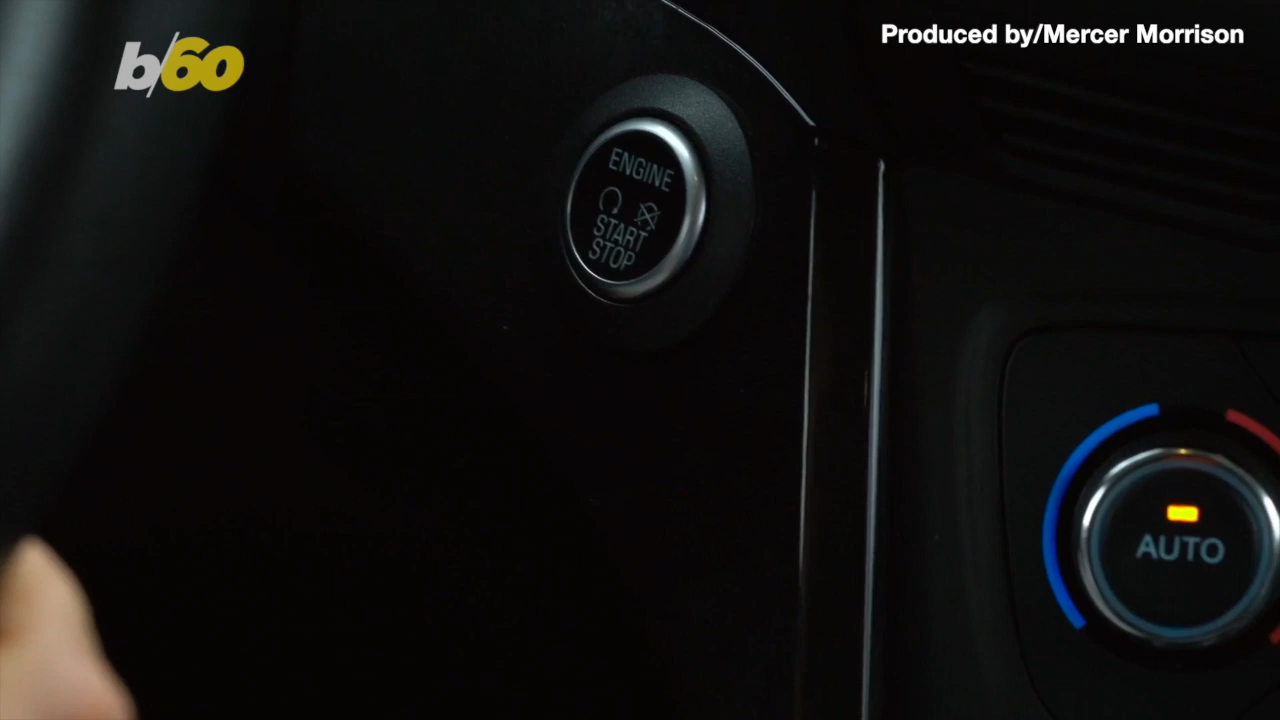 b/60
Produced by/Mercer Morrison
ENGINE
START
STOP
AUTO